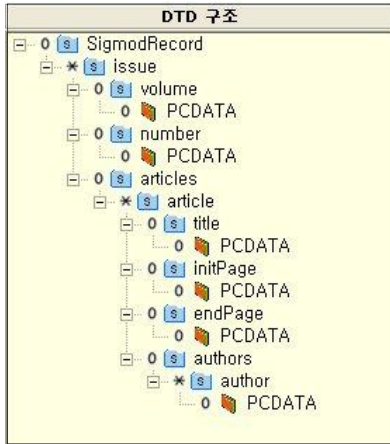 DTD 구조
0 S SigmodRecord
* S issue
0 S volume
0 PCDATA
0 S number
0 PCDATA
0 S articles
* S article
0 S title
0 PCDATA
0 S initPage
0 PCDATA
0 S endPage
0 PCDATA
0 S authors
* S author
0 PCDATA